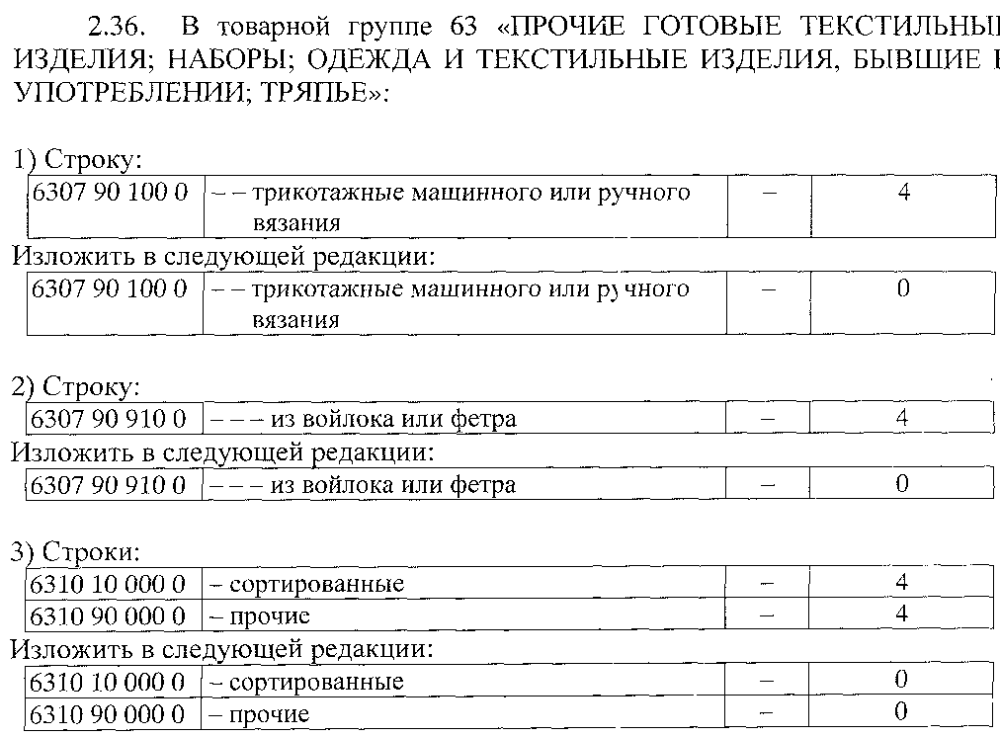 2.36. В товарной группе 63 «ПРОЧИЕ ГОТОВЫЕ ТЕКСТИЛЬНЫ
ИЗДЕЛИЯ; НАБОРЫ; ОДЕЖДА И ТЕКСТИЛЬНЫЕ ИЗДЕЛИЯ, БЫВШИЕ
УПОТРЕБЛЕНИИ; ТРЯПЬЕ»:
1) Строку:
6307 90 100 0 – – трикотажные машинного или ручного – 4
вязания
Изложить в следующей редакции:
6307 90 100 0 – – трикотажные машинного или ручного – 0
вязания
2) Строку:
6307 90 910 0 – – – из войлока или фетра – 4
Изложить в следующей редакции:
6307 90 910 0 – – – из войлока или фетра – 0
3) Строки:
6310 10 000 0 – сортированные – 4
6310 90 000 0 – прочие – 4
Изложить в следующей редакции:
6310 10 000 0 – сортированные – 0
6310 90 000 0 – прочие – 0